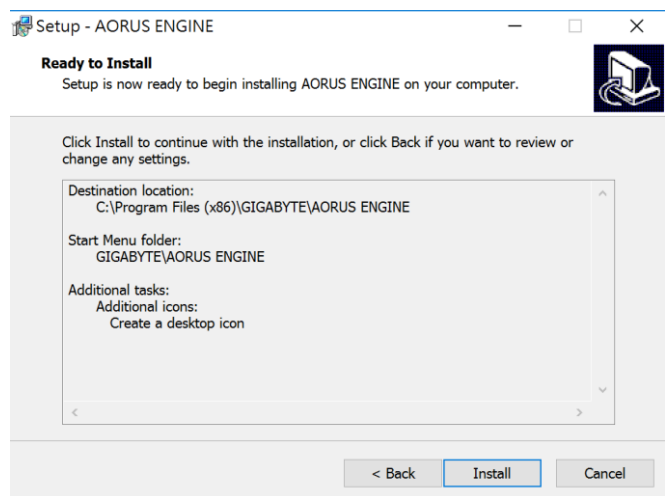 Setup - AORUS ENGINE
Ready to Install
Setup is now ready to begin installing AORUS ENGINE on your computer.
Click Install to continue with the installation, or click Back if you want to review or
change any settings.
Destination location:
C:\Program Files (x86)\GIGABYTE\AORUS ENGINE
Start Menu folder:
GIGABYTE\AORUS ENGINE
Additional tasks:
Additional icons:
Create a desktop icon
< Back
Install
Cancel